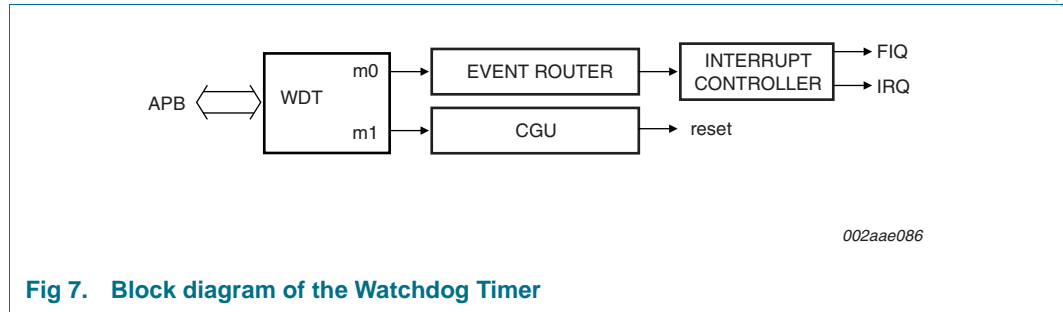 APB
WDT
m0
m1
EVENT ROUTER
CGU
INTERRUPT
CONTROLLER
FIQ
IRQ
reset
002aae086
Fig 7. Block diagram of the Watchdog Timer